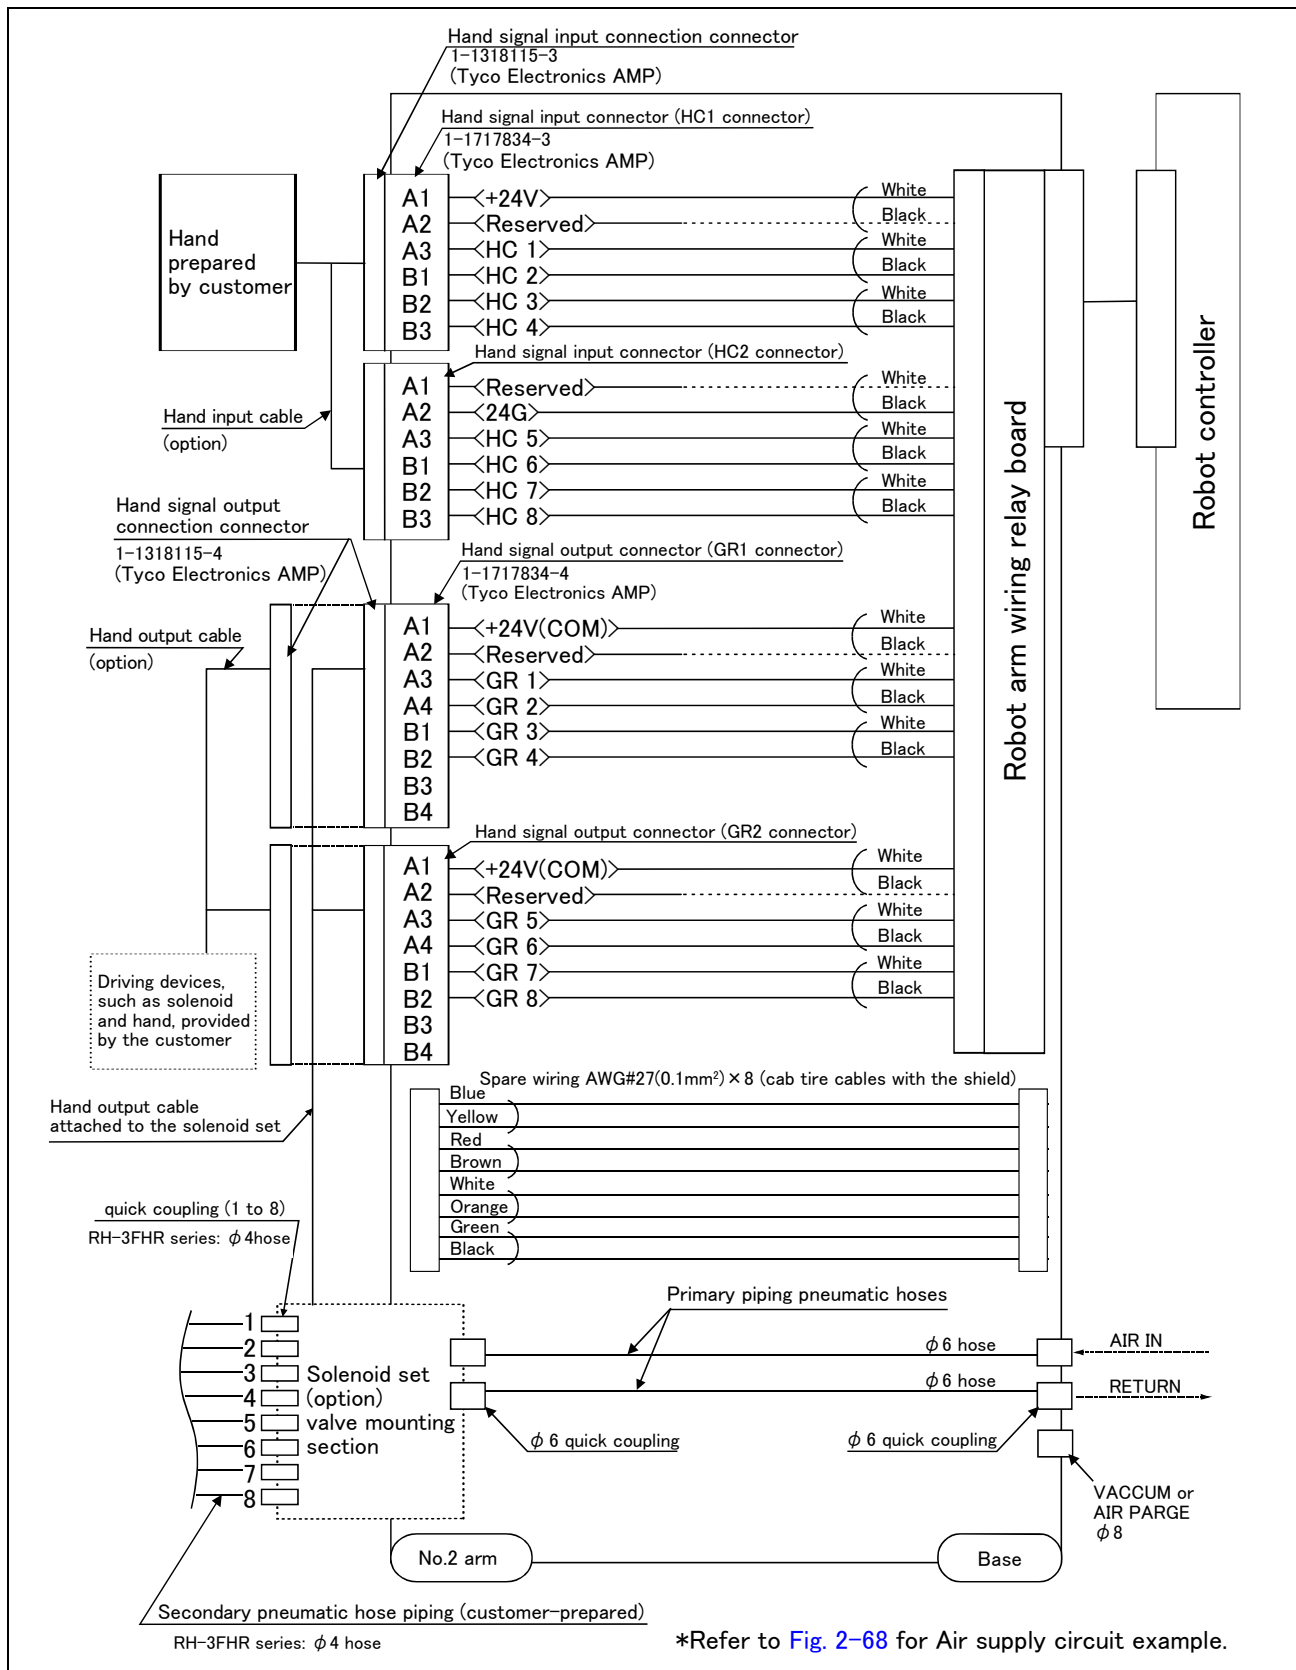 Hand signal input connection connector
1-1318115-3
(Tyco Electronics AMP)
Hand signal input connector (HC1 connector)
1-1717834-3
(Tyco Electronics AMP)
Hand
prepared
by customer
A1 <+24V> White
A2 <Reserved> Black
A3 <HC 1> White
B1 <HC 2> Black
B2 <HC 3> White
B3 <HC 4> Black
Hand signal input connector (HC2 connector)
A1 <Reserved> White
A2 <24G> Black
A3 <HC 5> White
B1 <HC 6> Black
B2 <HC 7> White
B3 <HC 8> Black
Hand input cable
(option)
Robot arm wiring relay board
Robot controller
Hand signal output
connection connector
1-1318115-4
(Tyco Electronics AMP)
Hand signal output connector (GR1 connector)
1-1717834-4
(Tyco Electronics AMP)
Hand output cable
(option)
A1 <+24V(COM)> White
A2 <Reserved> Black
A3 <GR 1> White
A4 <GR 2> Black
B1 <GR 3> White
B2 <GR 4> Black
B3
B4
Hand signal output connector (GR2 connector)
A1 <+24V(COM)> White
A2 <Reserved> Black
A3 <GR 5> White
A4 <GR 6> Black
B1 <GR 7> White
B2 <GR 8> Black
B3
B4
Driving devices,
such as solenoid
and hand, provided
by the customer
Spare wiring AWG#27(0.1mm²)×8 (cab tire cables with the shield)
Blue
Yellow
Red
Brown
White
Orange
Green
Black
Hand output cable
attached to the solenoid set
quick coupling (1 to 8)
RH-3FHR series: φ4hose
1
2
3
4
5
6
7
8
Solenoid set
(option)
valve mounting
section
Primary piping pneumatic hoses
φ6 hose
AIR IN
φ6 hose
RETURN
φ6 quick coupling
φ6 quick coupling
VACCUM or
AIR PARGE
φ8
No.2 arm
Base
Secondary pneumatic hose piping (customer-prepared)
RH-3FHR series: φ4 hose
*Refer to Fig. 2-68 for Air supply circuit example.